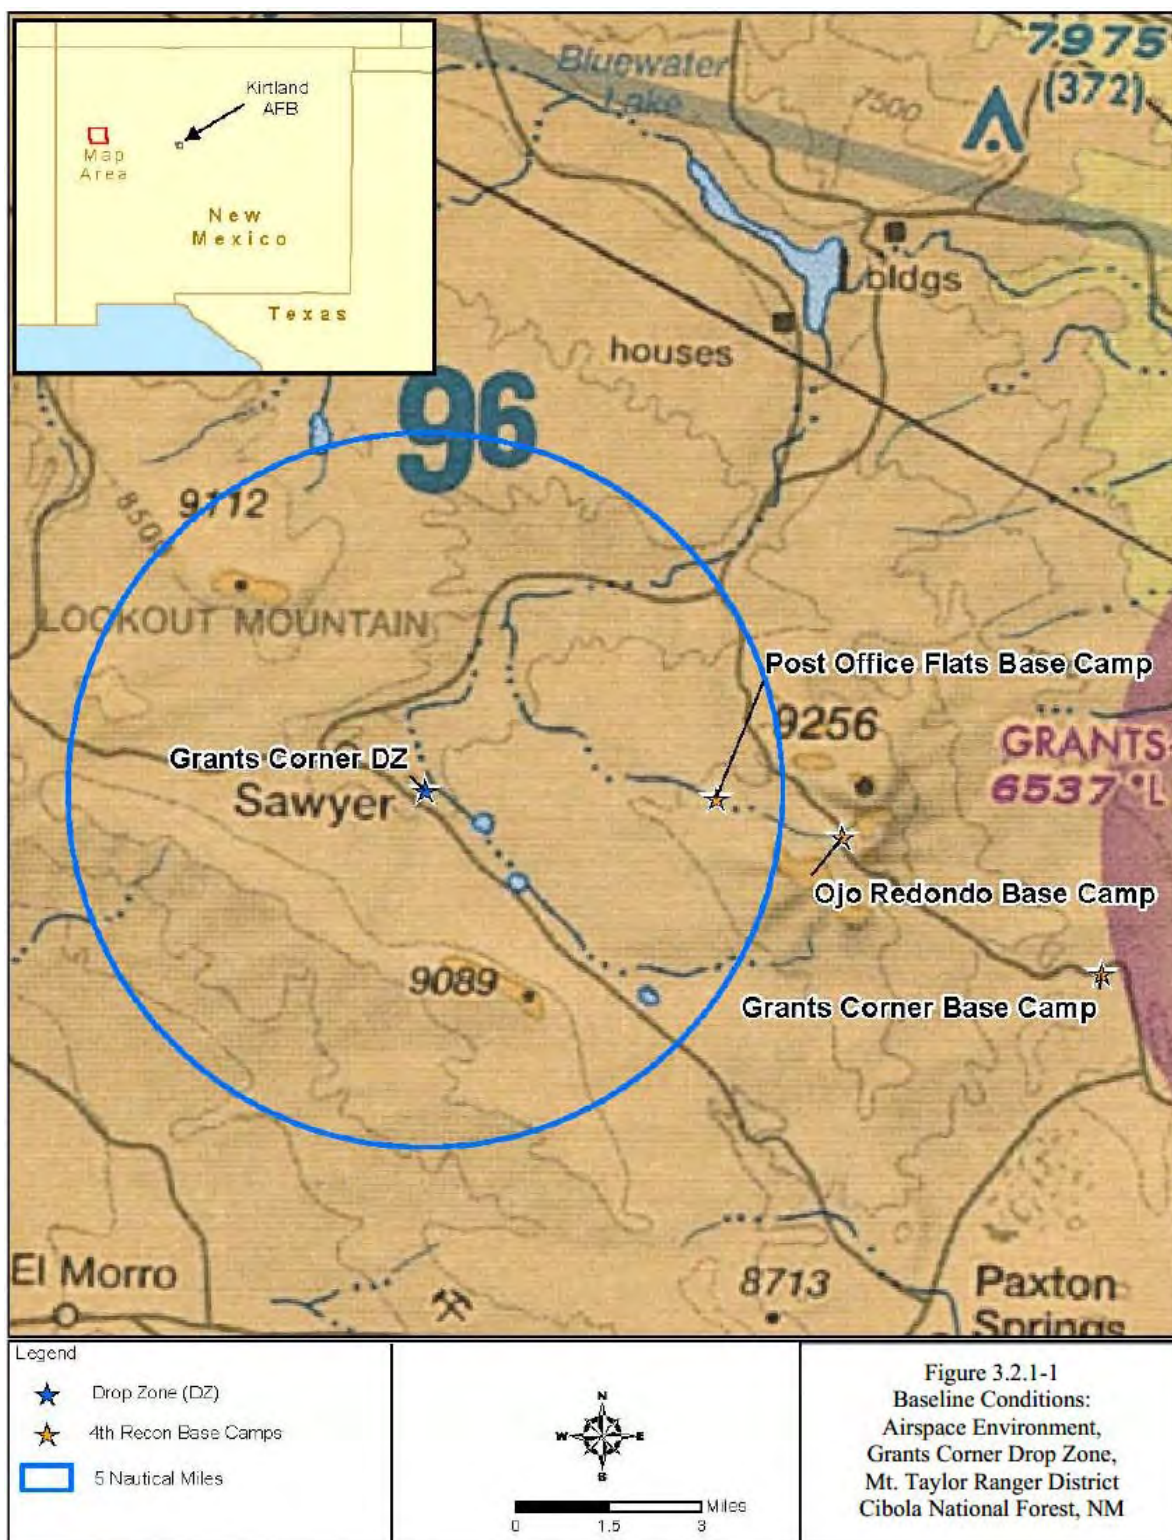 Kirtland
AFB
Map
Area
New
Mexico
Texas
Bluewater
Lake
7500
7975
(372)
bldgs
houses
96
9112
8500
LOOKOUT MOUNTAIN
Post Office Flats Base Camp
9256
GRANTS
6537 L
Grants Corner DZ
Sawyer
Ojo Redondo Base Camp
9089
Grants Corner Base Camp
El Morro
8713
Paxton
Springs
Legend
Drop Zone (DZ)
4th Recon Base Camps
5 Nautical Miles
N
W
E
S
Miles
0 1.5 3
Figure 3.2.1-1
Baseline Conditions:
Airspace Environment,
Grants Corner Drop Zone,
Mt. Taylor Ranger District
Cibola National Forest, NM